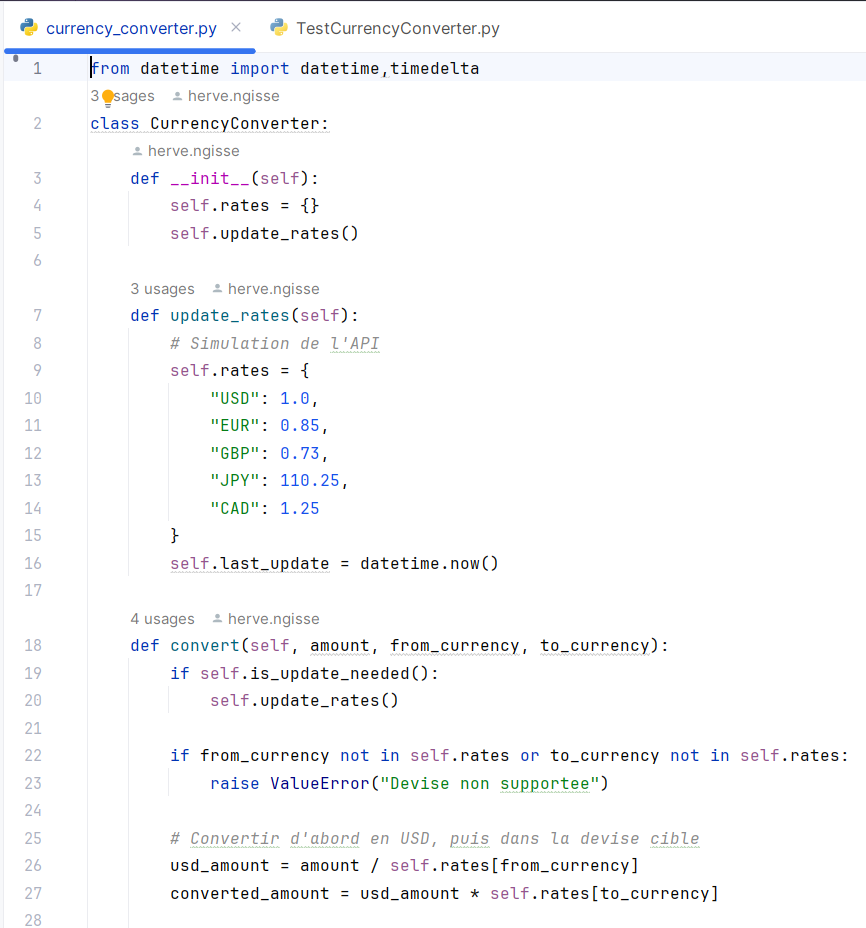 currency_converter.py × TestCurrencyConverter.py
1 from datetime import datetime,timedelta
3 usages herve.ngisse
2 class CurrencyConverter:
herve.ngisse
3 def __init__(self):
4 self.rates = {}
5 self.update_rates()
6
3 usages herve.ngisse
7 def update_rates(self):
8 # Simulation de l'API
9 self.rates = {
10 "USD": 1.0,
11 "EUR": 0.85,
12 "GBP": 0.73,
13 "JPY": 110.25,
14 "CAD": 1.25
15 }
16 self.last_update = datetime.now()
17
4 usages herve.ngisse
18 def convert(self, amount, from_currency, to_currency):
19 if self.is_update_needed():
20 self.update_rates()
21
22 if from_currency not in self.rates or to_currency not in self.rates:
23 raise ValueError("Devise non supportee")
24
25 # Convertir d'abord en USD, puis dans la devise cible
26 usd_amount = amount / self.rates[from_currency]
27 converted_amount = usd_amount * self.rates[to_currency]
28